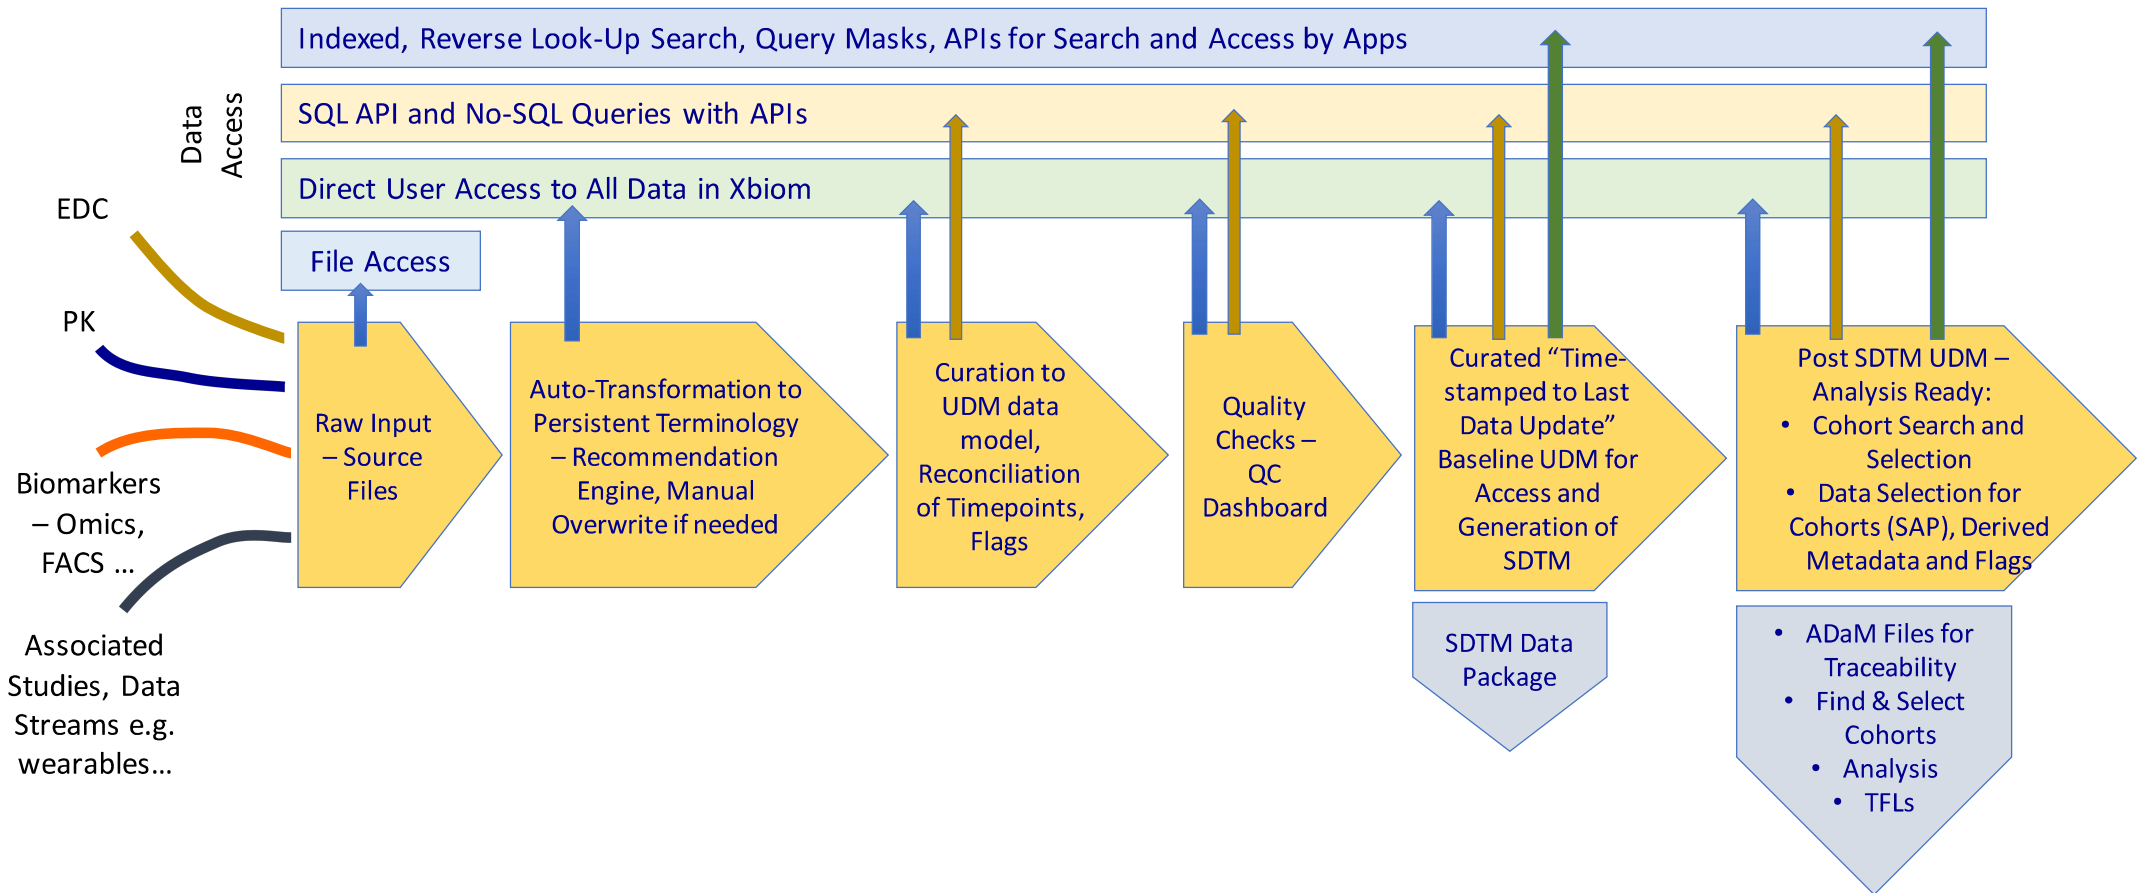 Indexed, Reverse Look-Up Search, Query Masks, APIs for Search and Access by Apps
SQL API and No-SQL Queries with APIs
Direct User Access to All Data in Xbiom
File Access
Data
Access
EDC
PK
Biomarkers
– Omics,
FACS ...
Associated
Studies, Data
Streams e.g.
wearables...
Raw Input
– Source
Files
Auto-Transformation to
Persistent Terminology
– Recommendation
Engine, Manual
Overwrite if needed
Curation to
UDM data
model,
Reconciliation
of Timepoints,
Flags
Quality
Checks –
QC
Dashboard
Curated “Time-
stamped to Last
Data Update”
Baseline UDM for
Access and
Generation of
SDTM
Post SDTM UDM –
Analysis Ready:
• Cohort Search and
Selection
• Data Selection for
Cohorts (SAP), Derived
Metadata and Flags
SDTM Data
Package
• ADaM Files for
Traceability
• Find & Select
Cohorts
• Analysis
• TFLs